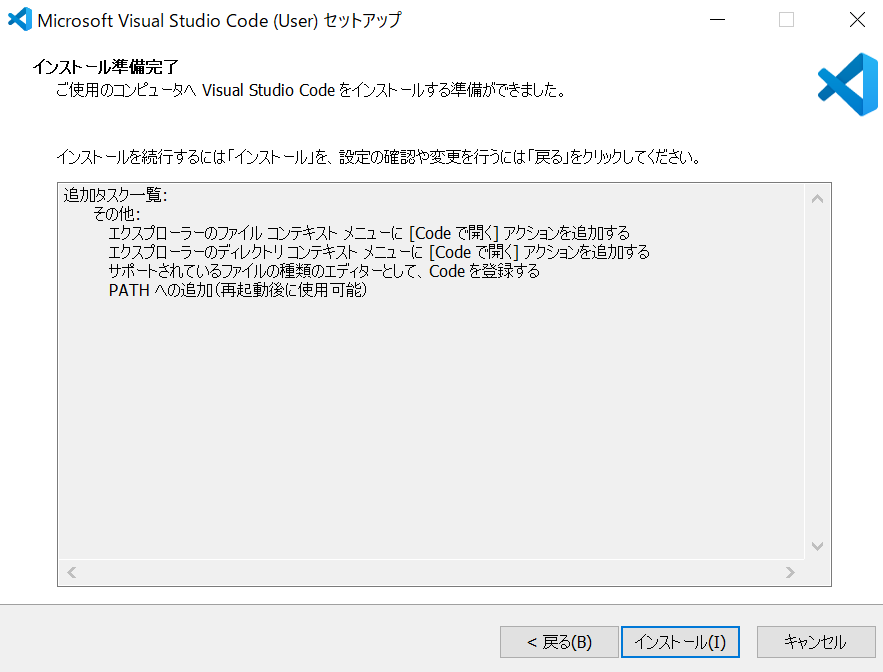 Microsoft Visual Studio Code (User) セットアップ
インストール準備完了
ご使用のコンピュータへ Visual Studio Code をインストールする準備ができました。
インストールを続行するには「インストール」を、設定の確認や変更を行うには「戻る」をクリックしてください。
追加タスク一覧:
その他:
エクスプローラーのファイル コンテキスト メニューに [Code で開く] アクションを追加する
エクスプローラーのディレクトリ コンテキスト メニューに [Code で開く] アクションを追加する
サポートされているファイルの種類のエディターとして、Code を登録する
PATH への追加（再起動後に使用可能）
< 戻る(B)
インストール(I)
キャンセル